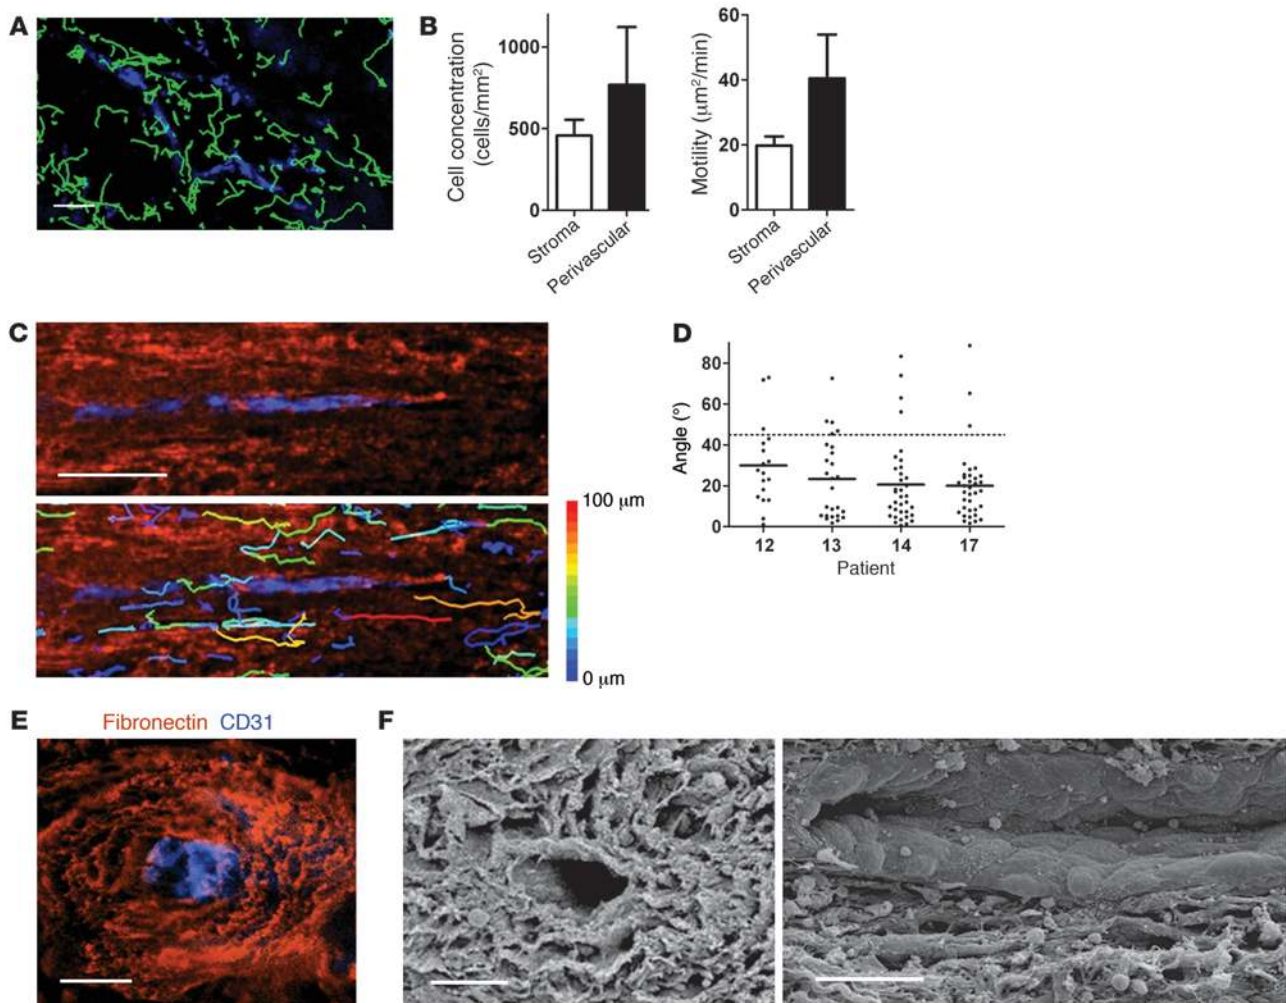 A
B
Cell concentration
(cells/mm²)
1000
500
0
Stroma
Perivascular
Motility (μm²/min)
60
40
20
0
Stroma
Perivascular
C
100 μm
0 μm
D
Angle (°)
80
60
40
20
0
12 13 14 17
Patient
E
Fibronectin CD31
F